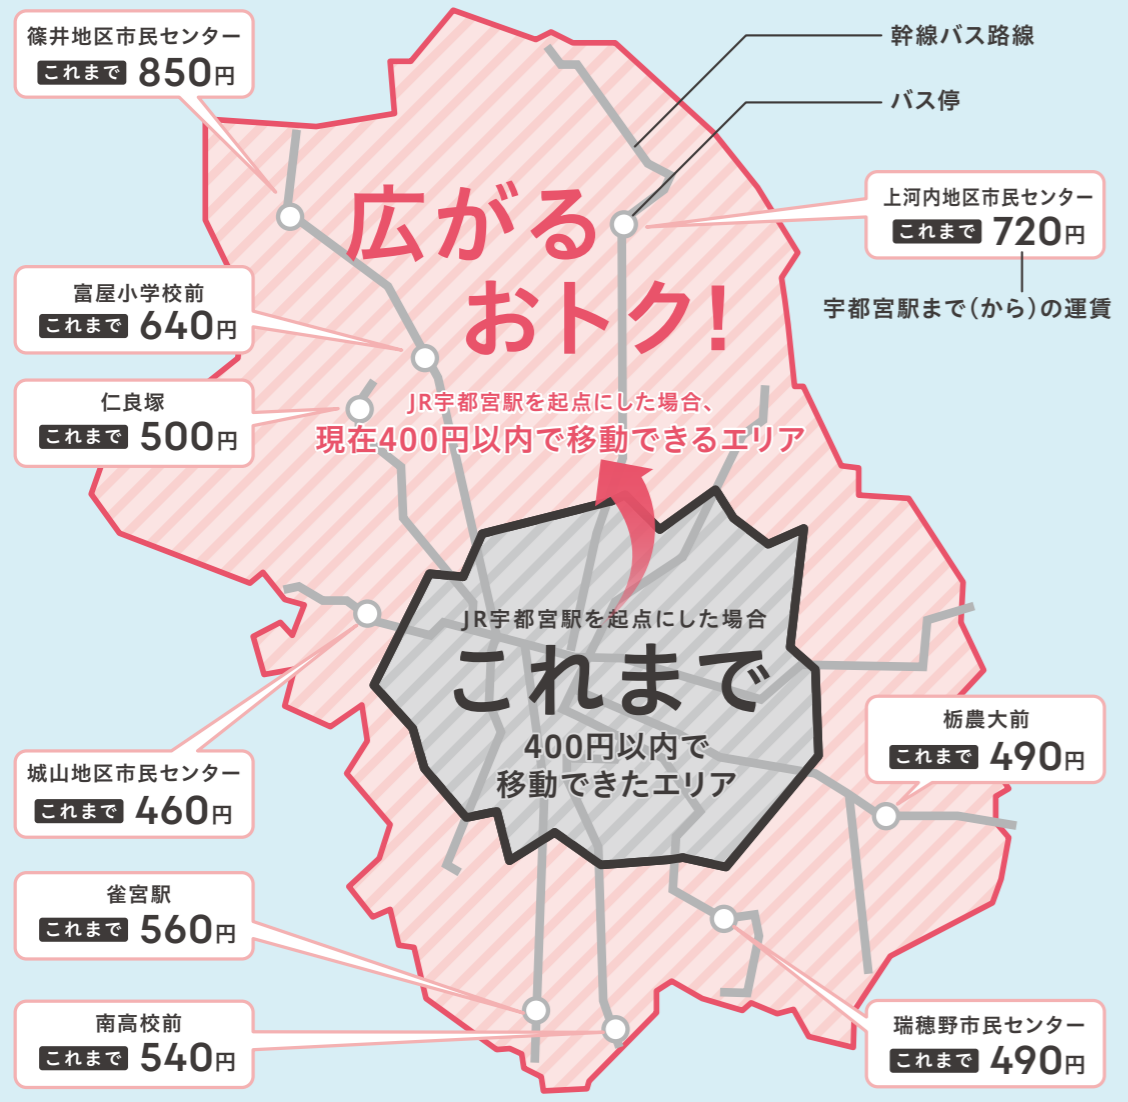 篠井地区市民センター
これまで 850円
幹線バス路線
バス停
上河内地区市民センター
これまで 720円
宇都宮駅まで(から)の運賃
広がる
おトク!
富屋小学校前
これまで 640円
仁良塚
これまで 500円
JR宇都宮駅を起点にした場合、
現在400円以内で移動できるエリア
JR宇都宮駅を起点にした場合
これまで
400円以内で
移動できたエリア
栃農大前
これまで 490円
城山地区市民センター
これまで 460円
雀宮駅
これまで 560円
南高校前
これまで 540円
瑞穂野市民センター
これまで 490円